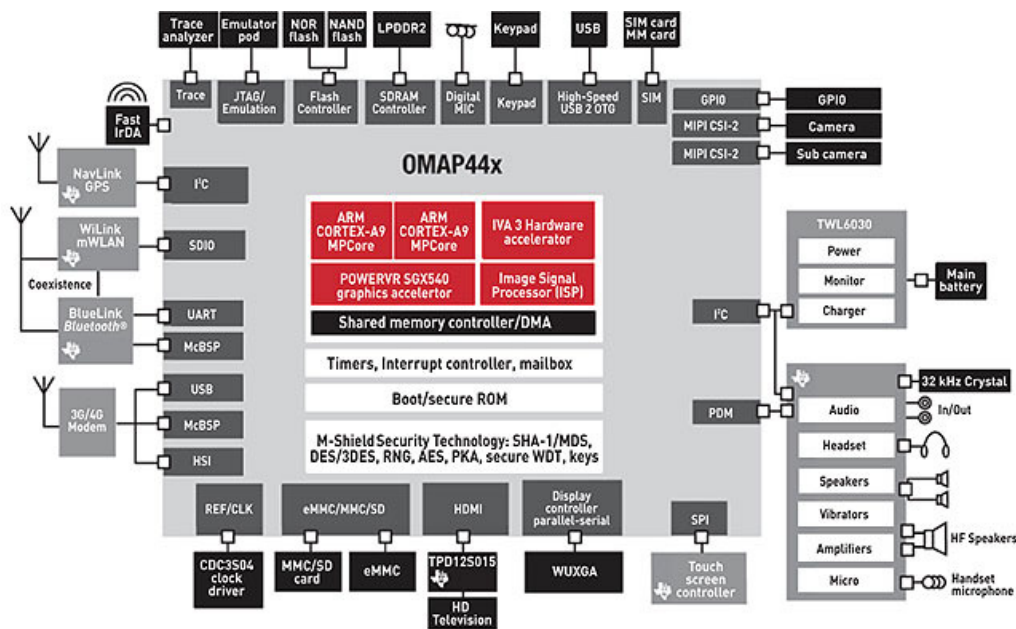 Trace
analyzer
Emulator
pod
NOR
flash
NAND
flash
LPDDR2
Keypad
USB
SIM card
MM card
Trace
JTAG/
Emulation
Flash
Controller
SDRAM
Controller
Digital
MIC
Keypad
High-Speed
USB 2 OTG
SIM
GPIO
GPIO
MIPI CSI-2
Camera
MIPI CSI-2
Sub camera
Fast
IrDA
OMAP44x
NavLink
GPS
I²C
WiLink
mWLAN
SDIO
Coexistence
BlueLink
Bluetooth®
UART
McBSP
3G/4G
Modem
USB
McBSP
HSI
ARM
CORTEX-A9
MPCore
ARM
CORTEX-A9
MPCore
IVA 3 Hardware
accelerator
POWERVR SGX540
graphics accelertor
Image Signal
Processor (ISP)
Shared memory controller/DMA
Timers, Interrupt controller, mailbox
Boot/secure ROM
M-Shield Security Technology: SHA-1/MDS,
DES/3DES, RNG, AES, PKA, secure WDT, keys
I²C
PDM
TWL6030
Power
Monitor
Charger
Main
battery
32 kHz Crystal
Audio
In/Out
Headset
Speakers
Vibrators
Amplifiers
HF Speakers
Micro
Handset
microphone
REF/CLK
eMMC/MMC/SD
HDMI
Display
controller
parallel-serial
SPI
CDC3S04
clock
driver
MMC/SD
card
eMMC
TPD12S015
HD
Television
WUXGA
Touch
screen
controller